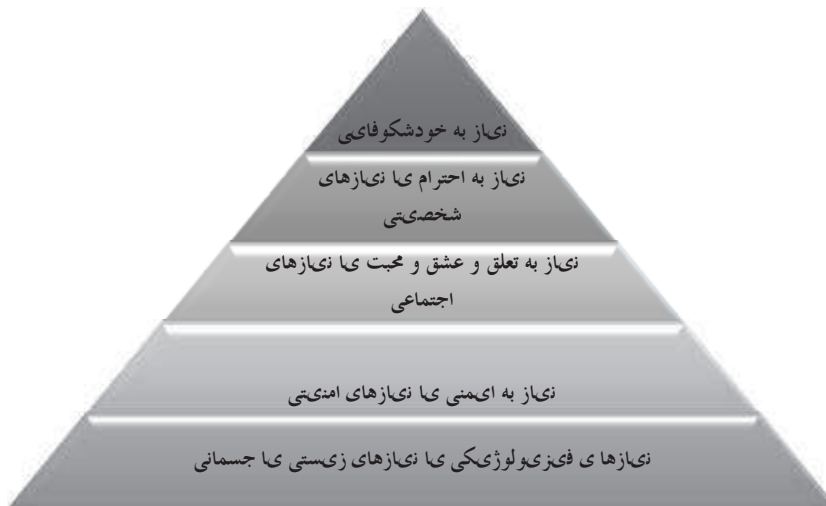 نیاز به خودشکوفایی
نیاز به احترام یا نیازهای
شخصیتی
نیاز به تعلق و عشق و محبت یا نیازهای
اجتماعی
نیاز به ایمنی یا نیازهای امنیتی
نیازها ی فیزیولوژیکی یا نیازهای زیستی یا جسمانی